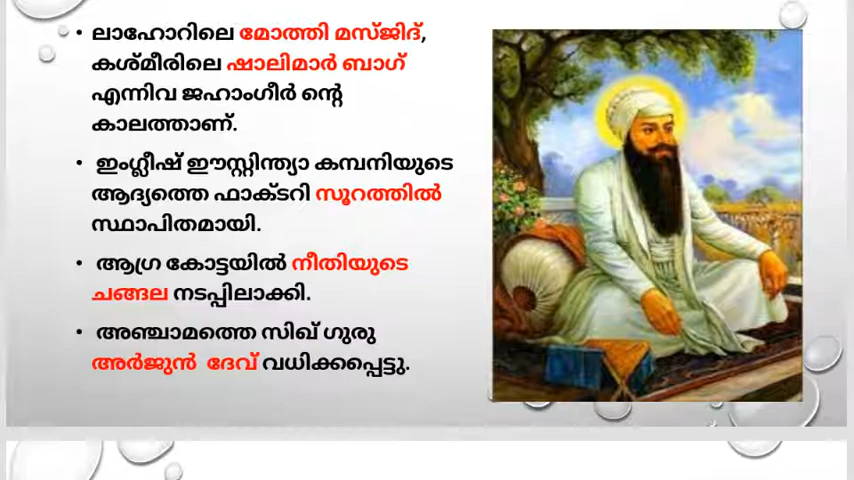 • ലാഹോറിലെ മോത്തി മസ്ജിദ്,
കശ്മീരിലെ ഷാലിമാർ ബാഗ്
എന്നിവ ജഹാംഗീർ ന്റെ
കാലത്താണ്.
• ഇംഗ്ലീഷ് ഈസ്റ്റിന്ത്യാ കമ്പനിയുടെ
ആദ്യത്തെ ഫാക്ടറി സൂറത്തിൽ
സ്ഥാപിതമായി.
• ആഗ്ര കോട്ടയിൽ നീതിയുടെ
ചങ്ങല നടപ്പിലാക്കി.
• അഞ്ചാമത്തെ സിഖ് ഗുരു
അർജുൻ ദേവ് വധിക്കപ്പെട്ടു.